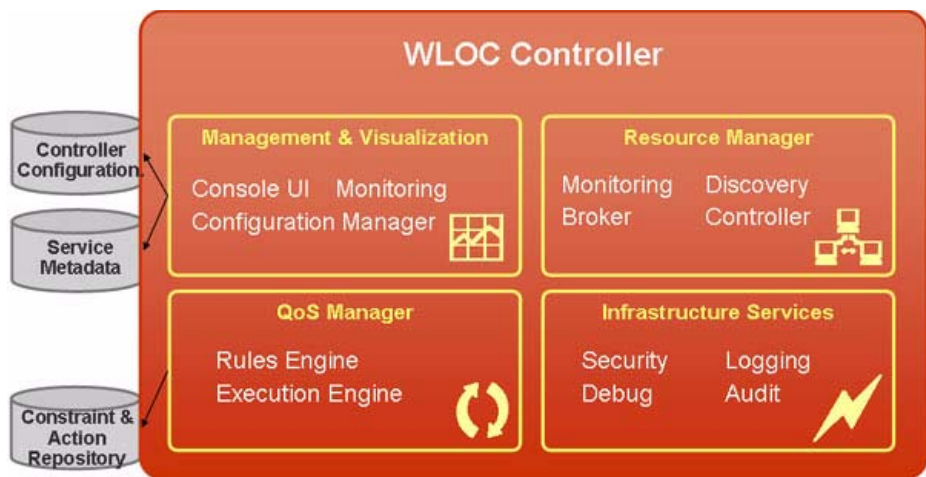 WLOC Controller
Controller
Configuration.
Service
Metadata
Constraint &
Action
Repository
Management & Visualization
Console UI Monitoring
Configuration Manager
Resource Manager
Monitoring Discovery
Broker Controller
QoS Manager
Rules Engine
Execution Engine
Infrastructure Services
Security Logging
Debug Audit